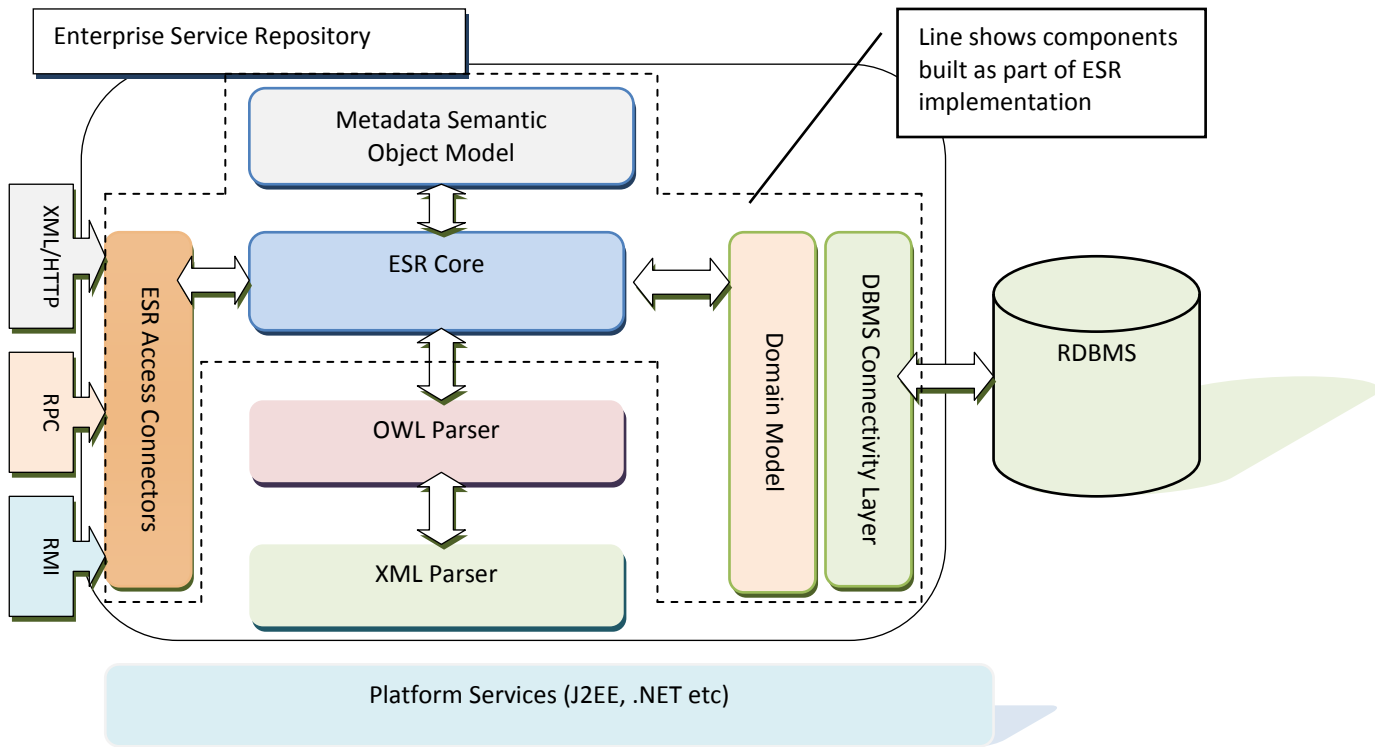 Enterprise Service Repository
Line shows components
built as part of ESR
implementation
Metadata Semantic
Object Model
XML/HTTP
RPC
RMI
ESR Access Connectors
ESR Core
OWL Parser
XML Parser
Domain Model
DBMS Connectivity Layer
RDBMS
Platform Services (J2EE, .NET etc)